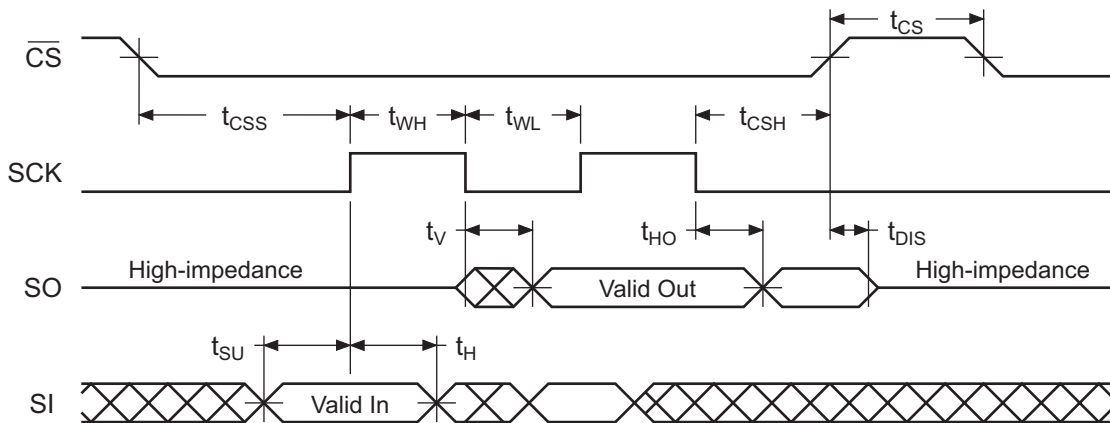 t_CS
C̅S̅
t_CSS t_WH t_WL t_CSH
SCK
t_V t_HO t_DIS
High-impedance High-impedance
SO Valid Out
t_SU t_H
SI Valid In